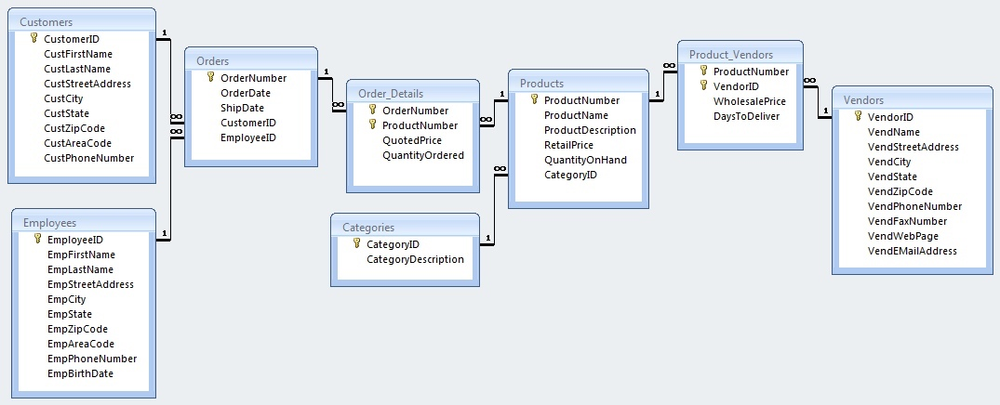 Customers
CustomerID
CustFirstName
CustLastName
CustStreetAddress
CustCity
CustState
CustZipCode
CustAreaCode
CustPhoneNumber
1
∞
Employees
EmployeeID
EmpFirstName
EmpLastName
EmpStreetAddress
EmpCity
EmpState
EmpZipCode
EmpAreaCode
EmpPhoneNumber
EmpBirthDate
1
∞
Orders
OrderNumber
OrderDate
ShipDate
CustomerID
EmployeeID
1
∞
Order_Details
OrderNumber
ProductNumber
QuotedPrice
QuantityOrdered
∞
1
Categories
CategoryID
CategoryDescription
1
∞
Products
ProductNumber
ProductName
ProductDescription
RetailPrice
QuantityOnHand
CategoryID
1
∞
Product_Vendors
ProductNumber
VendorID
WholesalePrice
DaysToDeliver
∞
1
Vendors
VendorID
VendName
VendStreetAddress
VendCity
VendState
VendZipCode
VendPhoneNumber
VendFaxNumber
VendWebPage
VendEMailAddress